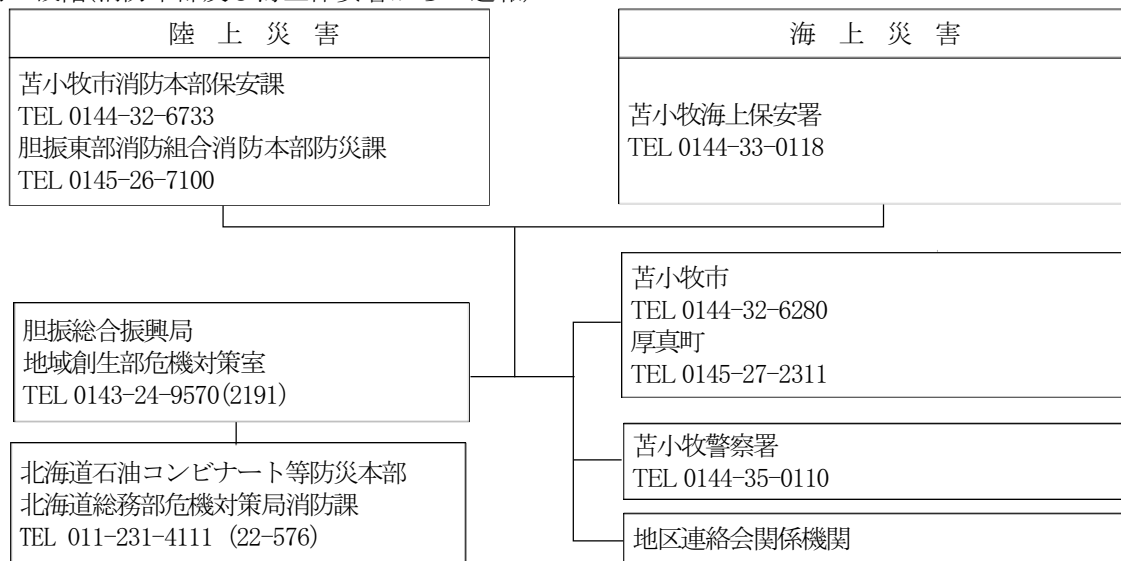 陸上災害
苫小牧市消防本部保安課
TEL 0144-32-6733
胆振東部消防組合消防本部防災課
TEL 0145-26-7100
海上災害
苫小牧海上保安署
TEL 0144-33-0118
胆振総合振興局
地域創生部危機対策室
TEL 0143-24-9570(2191)
北海道石油コンビナート等防災本部
北海道総務部危機対策局消防課
TEL 011-231-4111 (22-576)
苫小牧市
TEL 0144-32-6280
厚真町
TEL 0145-27-2311
苫小牧警察署
TEL 0144-35-0110
地区連絡会関係機関